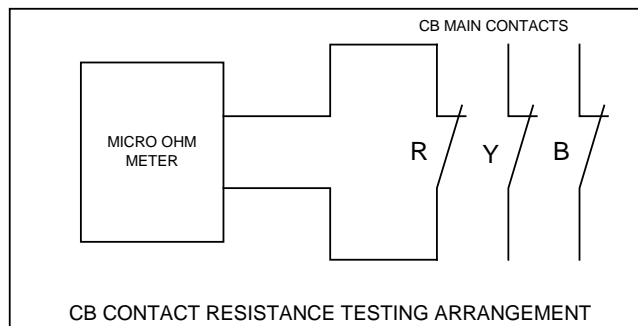 CB MAIN CONTACTS
MICRO OHM
METER
R
Y
B
CB CONTACT RESISTANCE TESTING ARRANGEMENT